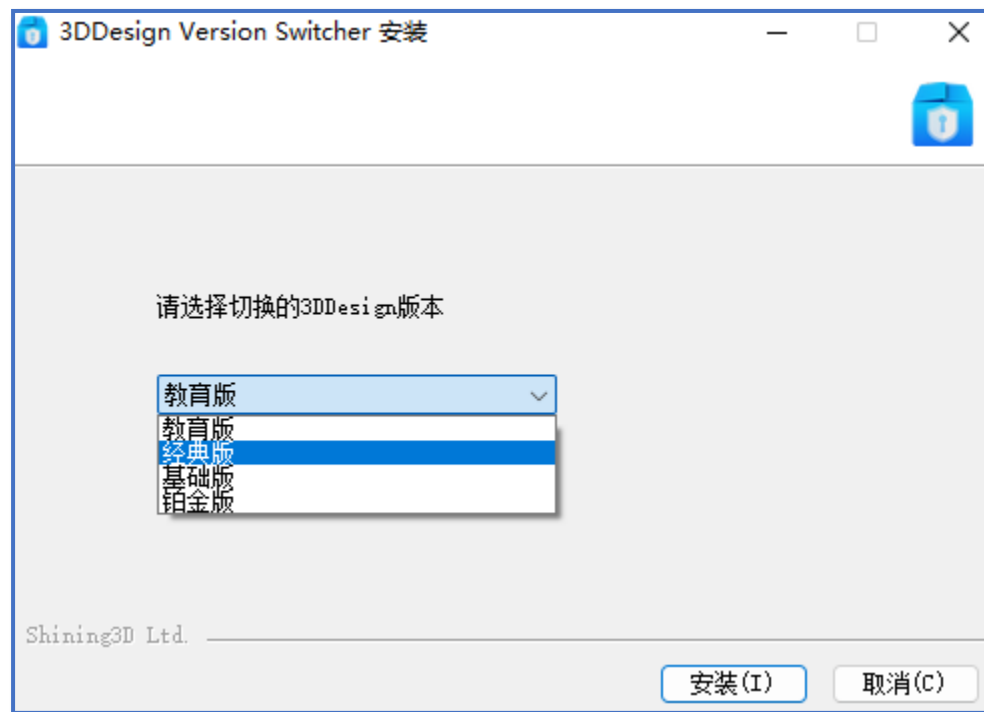 3DDesign Version Switcher 安装
请选择切换的3DDesign版本
教育版
教育版
经典版
基础版
铂金版
Shining3D Ltd.
安装(I)
取消(C)